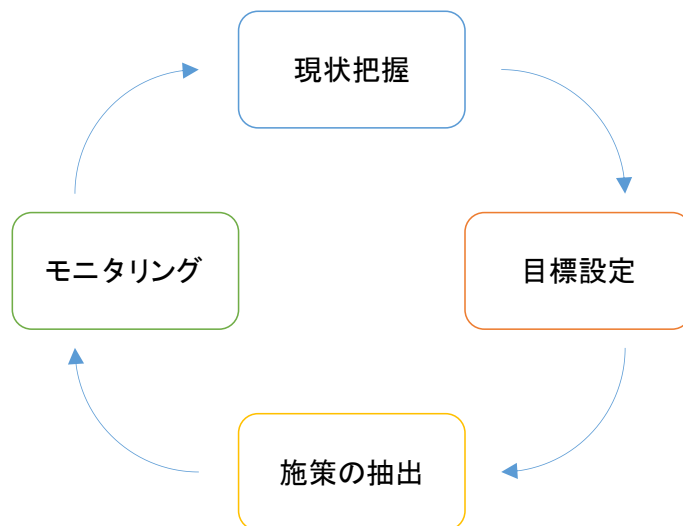 現状把握
目標設定
施策の抽出
モニタリング